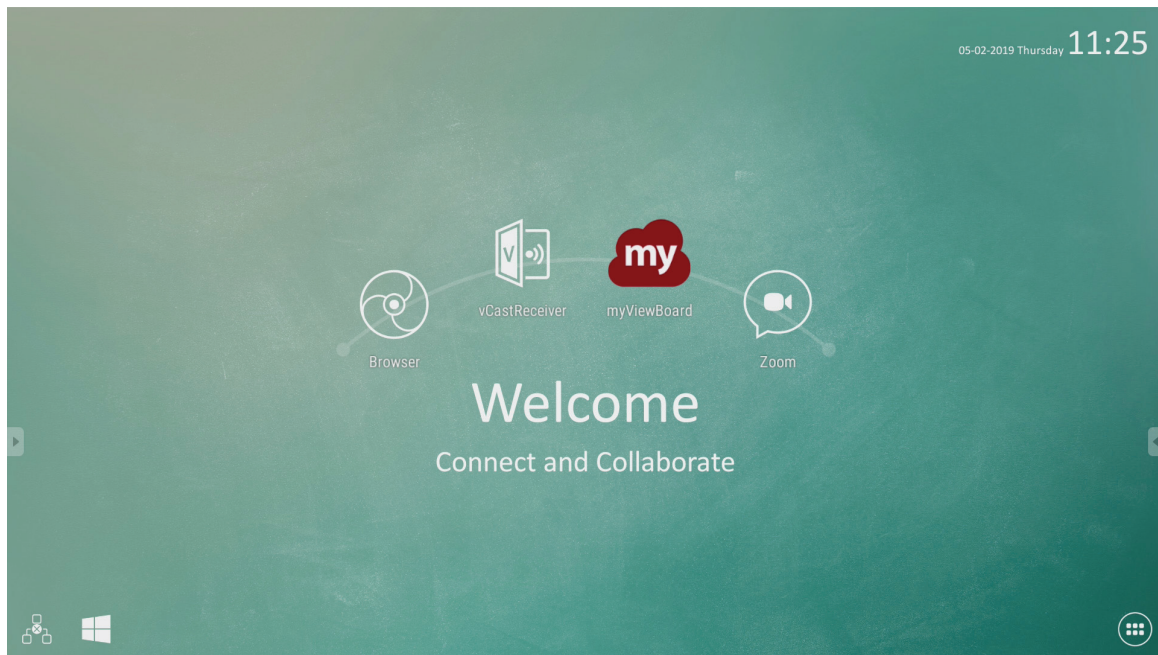 05-02-2019 Thursday 11:25
V
my
vCastReceiver
myViewBoard
Browser
Zoom
Welcome
Connect and Collaborate